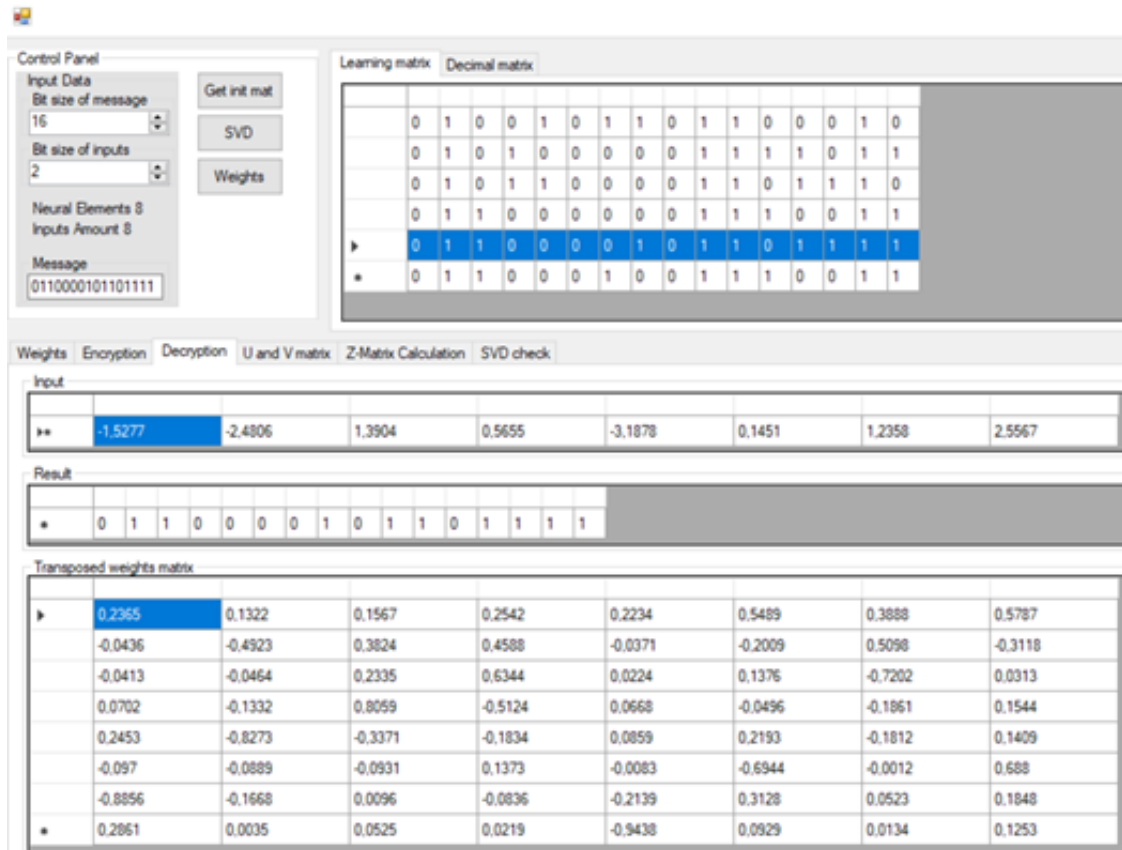 Control Panel
Input Data
Bit size of message
16
Bit size of inputs
2
Neural Elements 8
Inputs Amount 8
Message
0110000101101111
Get init mat
SVD
Weights
Learning matrix Decimal matrix
0 1 0 0 1 0 1 1 0 1 1 0 0 0 1 0
0 1 0 1 0 0 0 0 0 1 1 1 1 0 1 1
0 1 0 1 1 0 0 0 0 1 1 0 1 1 1 0
0 1 1 0 0 0 0 0 0 1 1 1 0 0 1 1
0 1 1 0 0 0 0 1 0 1 1 0 1 1 1 1
0 1 1 0 0 0 1 0 0 1 1 1 0 0 1 1
Weights Encryption Decryption U and V matrix Z-Matrix Calculation SVD check
Input
-1,5277 -2,4806 1,3904 0,5655 -3,1878 0,1451 1,2358 2,5567
Result
0 1 1 0 0 0 0 1 0 1 1 0 1 1 1 1
Transposed weights matrix
0,2365 0,1322 0,1567 0,2542 0,2234 0,5489 0,3888 0,5787
-0,0436 -0,4923 0,3824 0,4588 -0,0371 -0,2009 0,5098 -0,3118
-0,0413 -0,0464 0,2335 0,6344 0,0224 0,1376 -0,7202 0,0313
0,0702 -0,1332 0,8059 -0,5124 0,0668 -0,0496 -0,1861 0,1544
0,2453 -0,8273 -0,3371 -0,1834 0,0859 0,2193 -0,1812 0,1409
-0,097 -0,0889 -0,0931 0,1373 -0,0083 -0,6944 -0,0012 0,688
-0,8856 -0,1668 0,0096 -0,0836 -0,2139 0,3128 0,0523 0,1848
0,2861 0,0035 0,0525 0,0219 -0,9438 0,0929 0,0134 0,1253